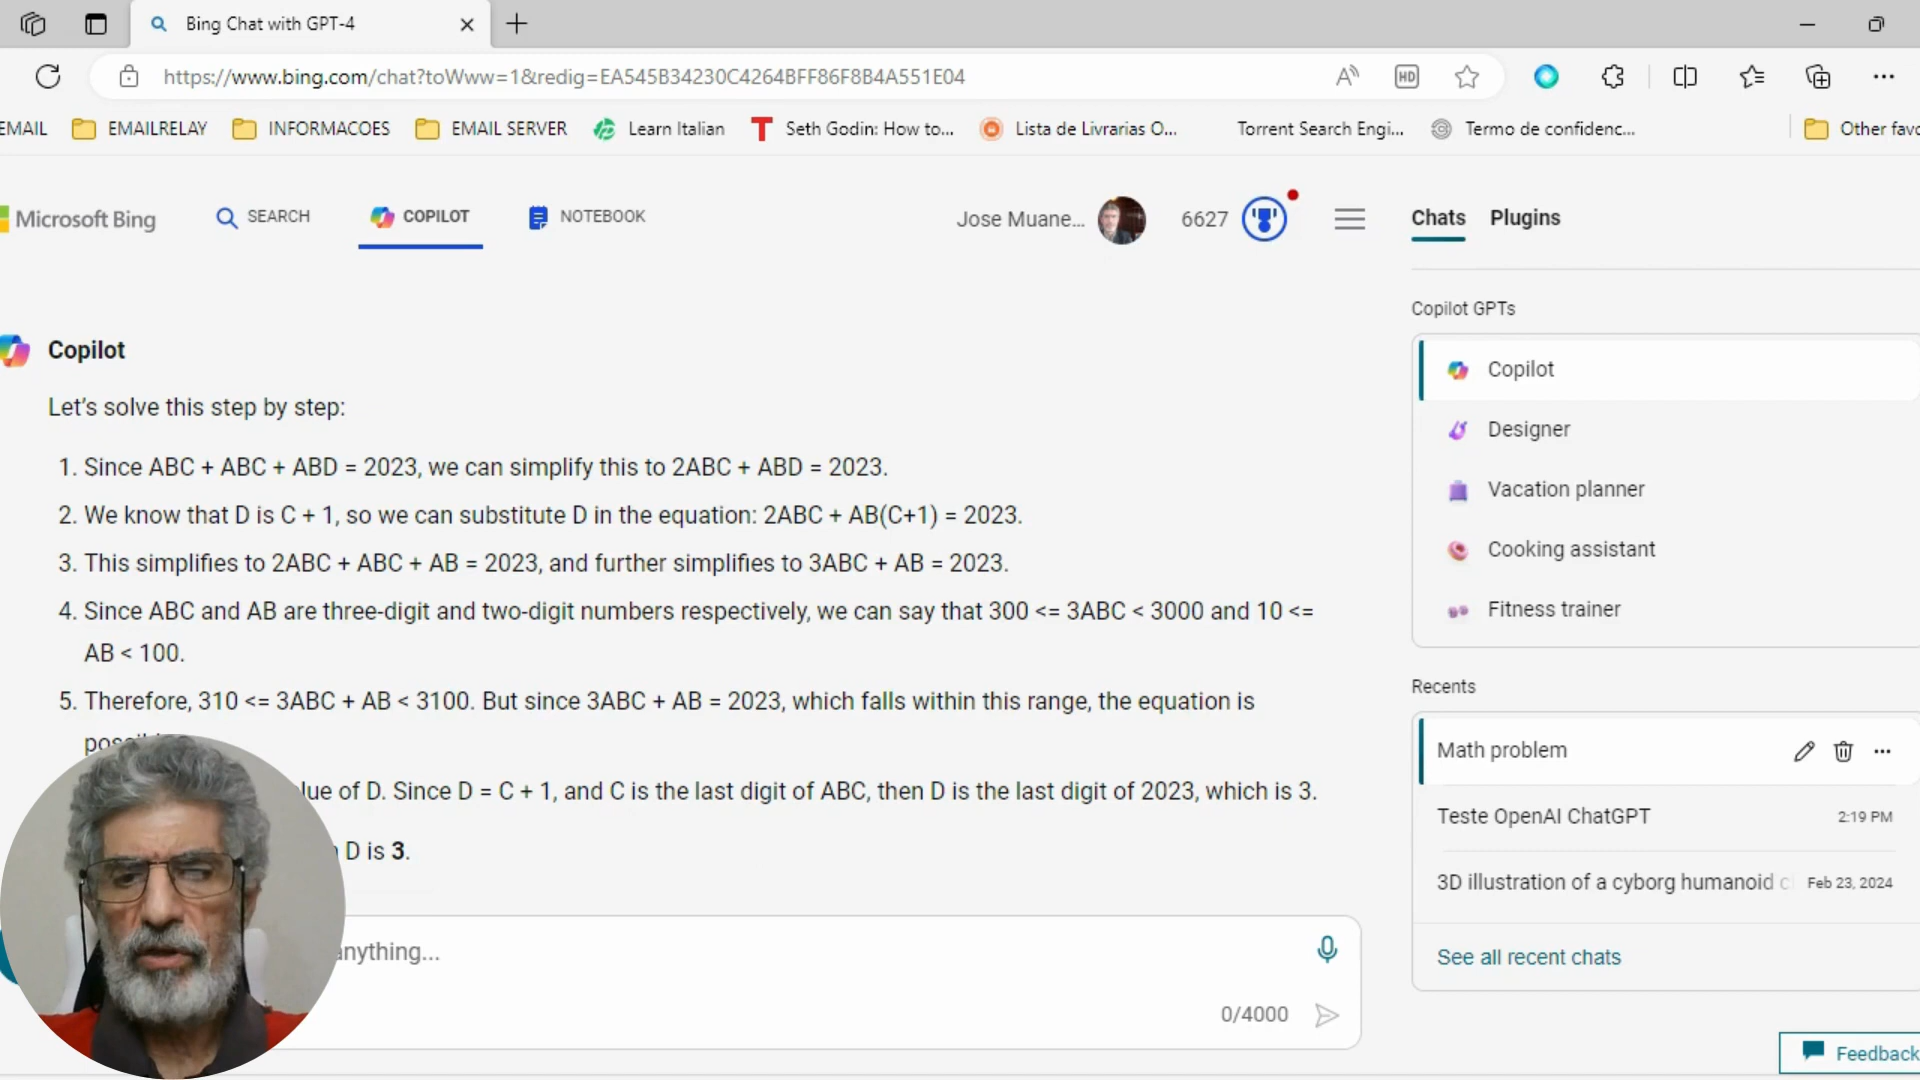 Bing Chat with GPT-4
https://www.bing.com/chat?toWww=1&redig=EA545B34230C4264BFF86F8B4A551E04
EMAIL EMAILRELAY INFORMACOES EMAIL SERVER Learn Italian Seth Godin: How to... Lista de Livrarias O... Torrent Search Engi... Termo de confidenc... Other favo
Microsoft Bing SEARCH COPILOT NOTEBOOK Jose Muane... 6627 Chats Plugins
Copilot
Let's solve this step by step:
1. Since ABC + ABC + ABD = 2023, we can simplify this to 2ABC + ABD = 2023.
2. We know that D is C + 1, so we can substitute D in the equation: 2ABC + AB(C+1) = 2023.
3. This simplifies to 2ABC + ABC + AB = 2023, and further simplifies to 3ABC + AB = 2023.
4. Since ABC and AB are three-digit and two-digit numbers respectively, we can say that 300 <= 3ABC < 3000 and 10 <=
AB < 100.
5. Therefore, 310 <= 3ABC + AB < 3100. But since 3ABC + AB = 2023, which falls within this range, the equation is
lue of D. Since D = C + 1, and C is the last digit of ABC, then D is the last digit of 2023, which is 3.
D is 3.
anything...
0/4000
Copilot GPTs
Copilot
Designer
Vacation planner
Cooking assistant
Fitness trainer
Recents
Math problem
Teste OpenAI ChatGPT 2:19 PM
3D illustration of a cyborg humanoid Feb 23, 2024
See all recent chats
Feedback